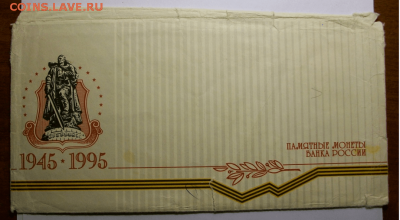 COINS.LAVE.RU
1945 · 1995
ПАМЯТНЫЕ МОНЕТЫ
БАНКА РОССИИ